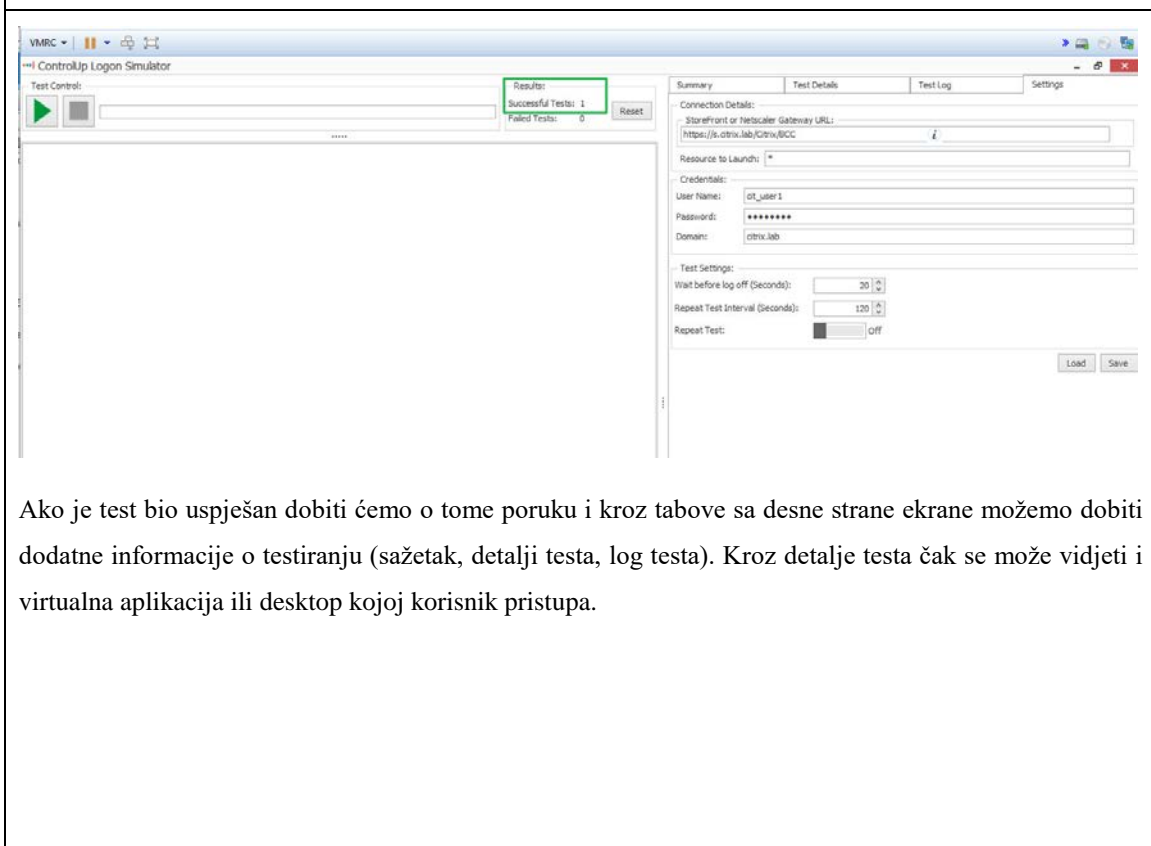 VMRC
ControlUp Logon Simulator
Test Control:
Results:
Successful Tests: 1
Failed Tests: 0
Reset
Summary
Test Details
Test Log
Settings
Connection Details:
StoreFront or Netscaler Gateway URL:
https://s.citrix.lab/Citrix/BCC
i
Resource to Launch: *
Credentials:
User Name: cit_user1
Password: ••••••••
Domain: citrix.lab
Test Settings:
Wait before log off (Seconds): 20
Repeat Test Interval (Seconds): 120
Repeat Test: Off
Load Save
Ako je test bio uspješan dobiti ćemo o tome poruku i kroz tabove sa desne strane ekrane možemo dobiti
dodatne informacije o testiranju (sažetak, detalji testa, log testa). Kroz detalje testa čak se može vidjeti i
virtualna aplikacija ili desktop kojoj korisnik pristupa.